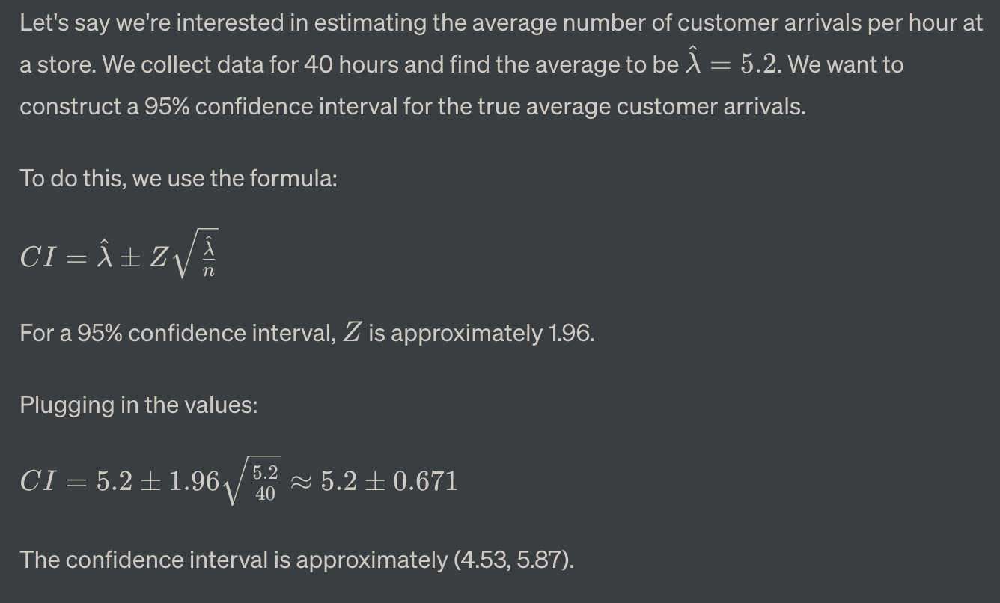 Let's say we're interested in estimating the average number of customer arrivals per hour at
a store. We collect data for 40 hours and find the average to be $\hat{\lambda} = 5.2$. We want to
construct a 95% confidence interval for the true average customer arrivals.
To do this, we use the formula:
$CI = \hat{\lambda} \pm Z\sqrt{\frac{\hat{\lambda}}{n}}$
For a 95% confidence interval, $Z$ is approximately 1.96.
Plugging in the values:
$CI = 5.2 \pm 1.96\sqrt{\frac{5.2}{40}} \approx 5.2 \pm 0.671$
The confidence interval is approximately (4.53, 5.87).